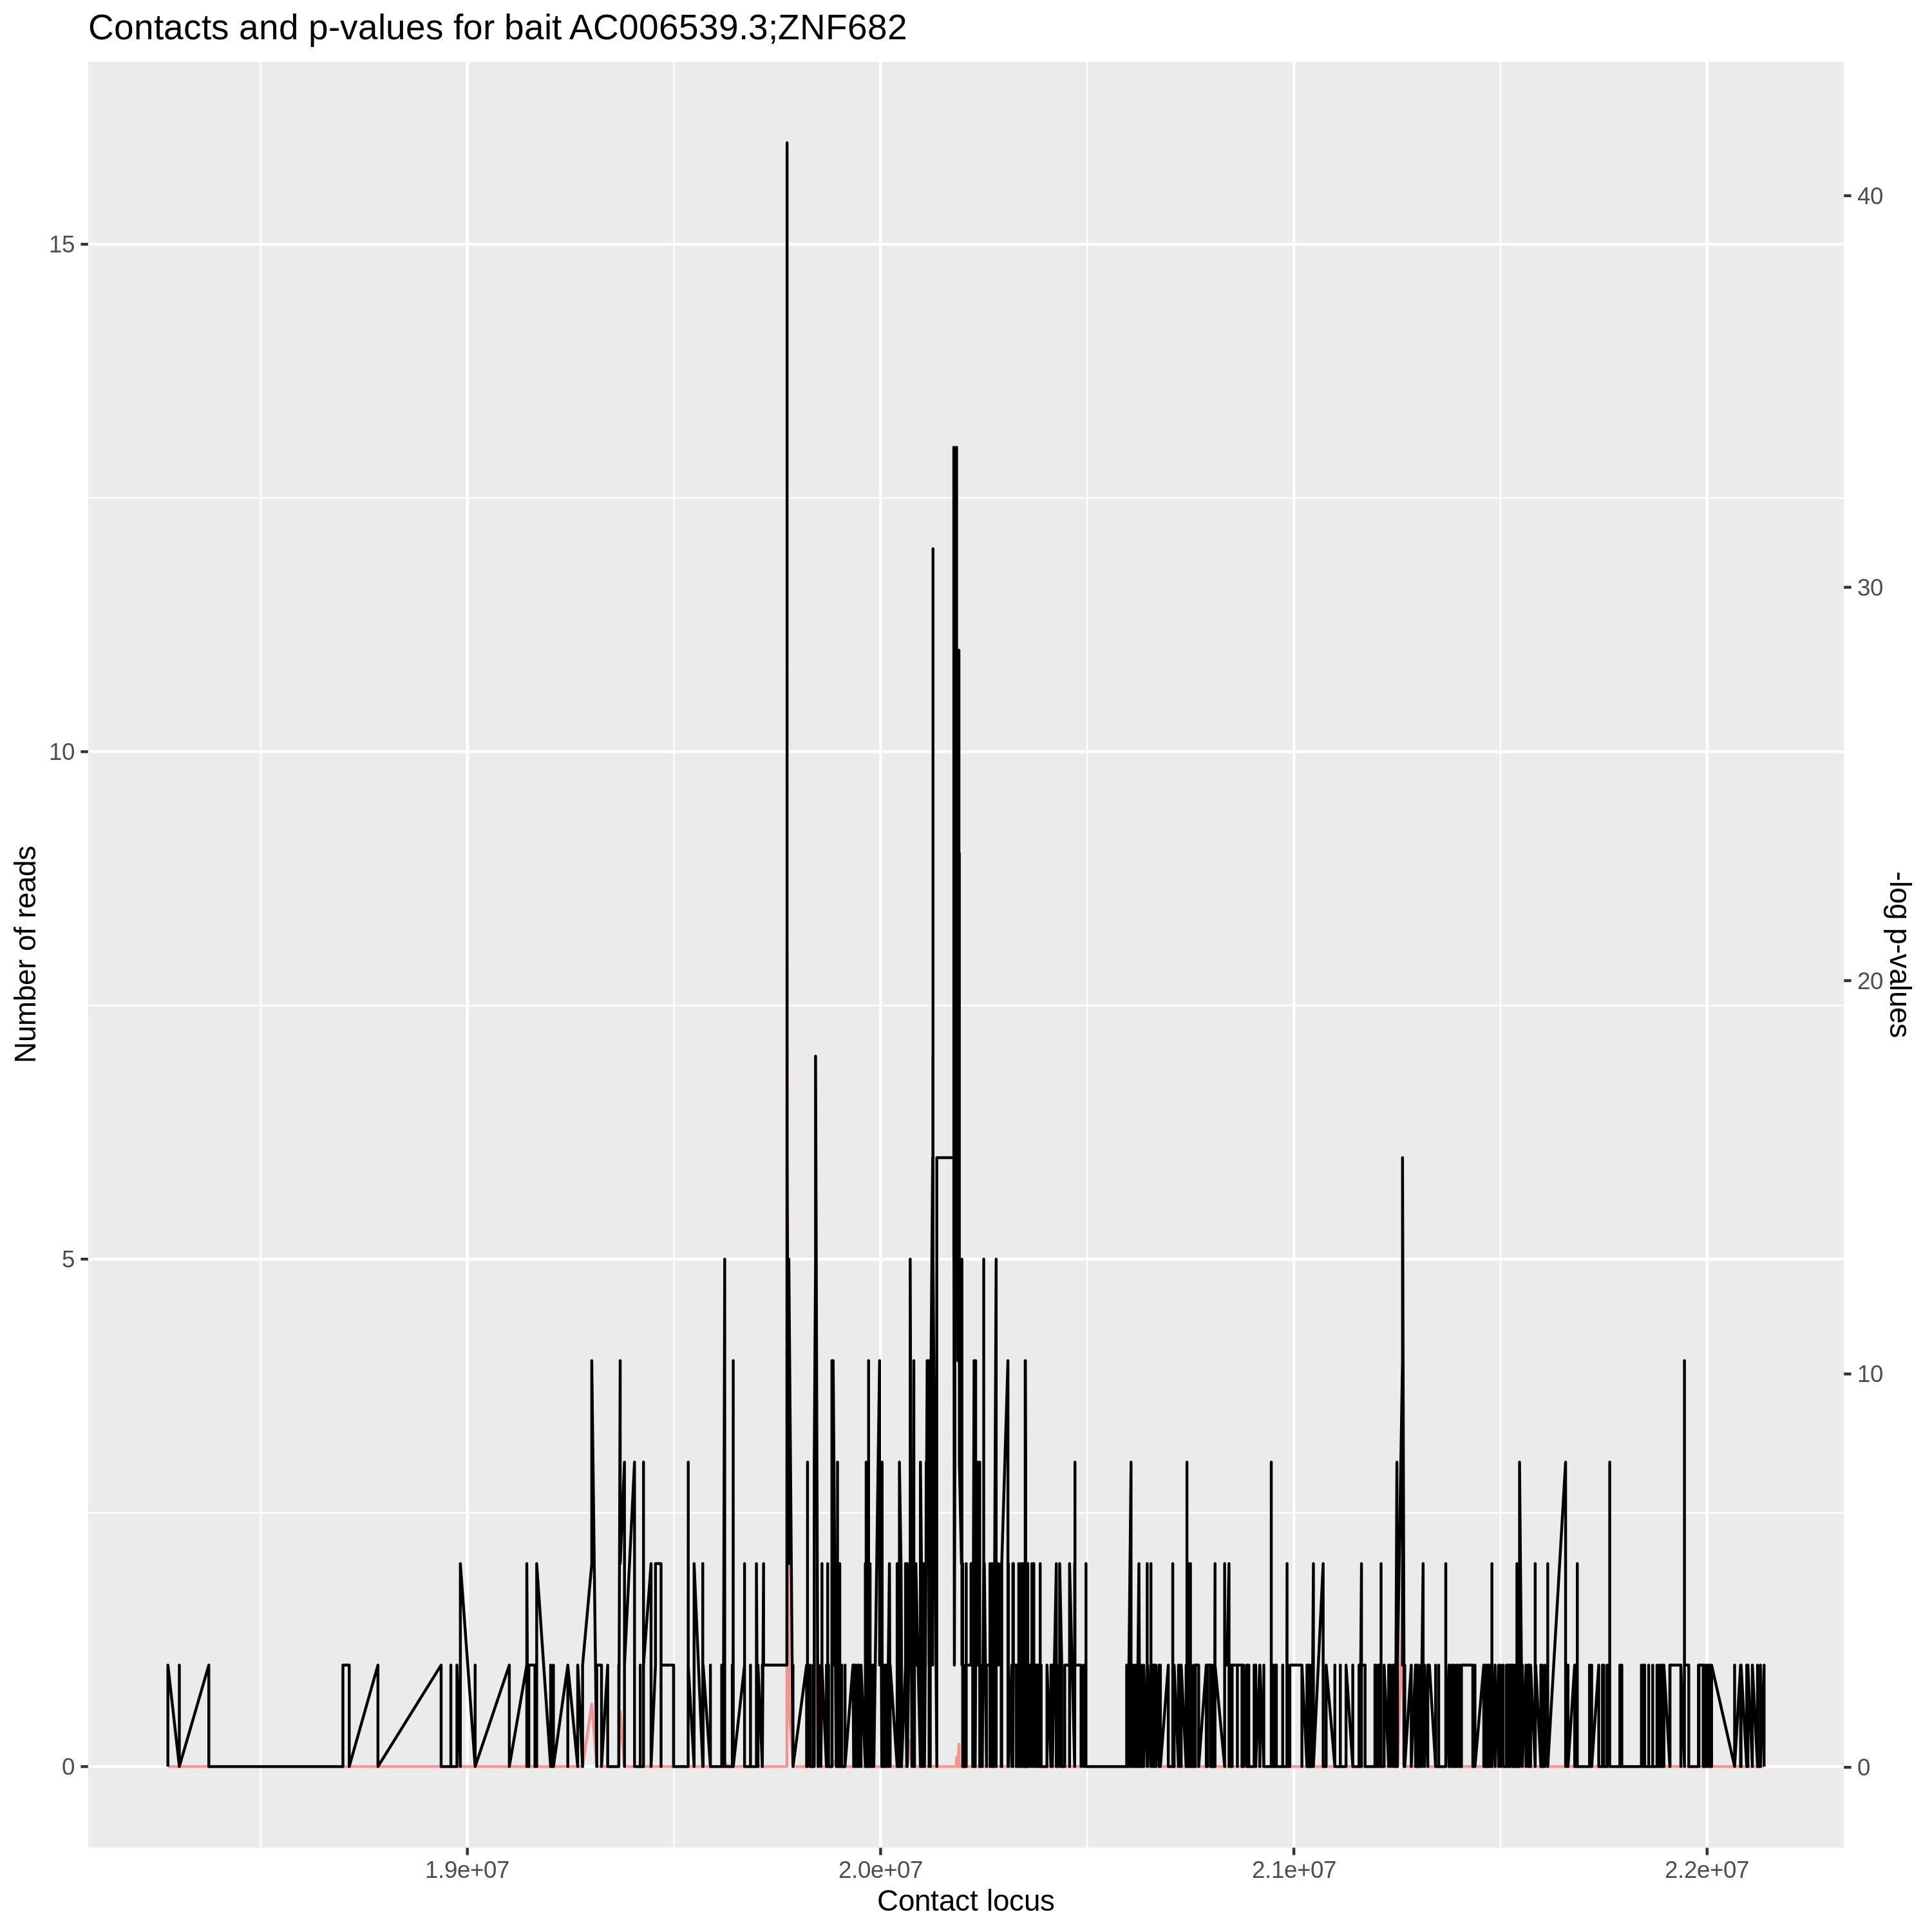 Contacts and p-values for bait AC006539.3;ZNF682
15
10
5
0
Number of reads
40
30
20
10
0
-log p-values
1.9e+07
2.0e+07
2.1e+07
2.2e+07
Contact locus